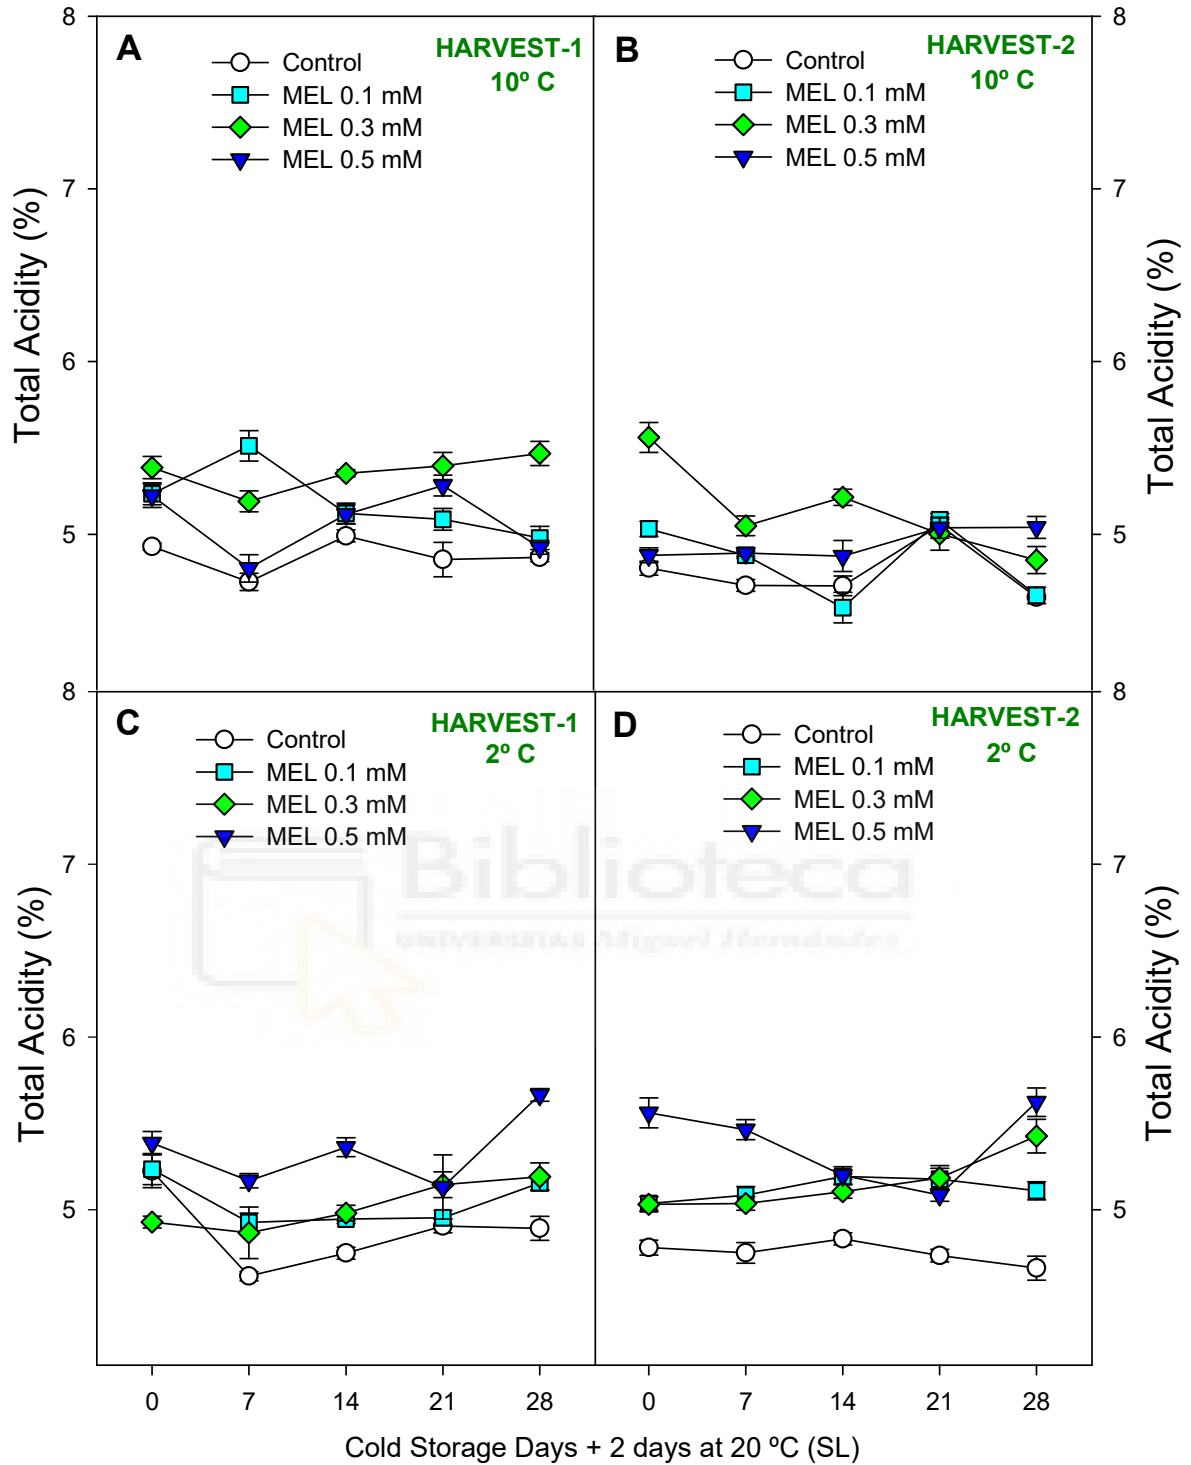 8
7
6
5
Total Acidity (%)
A
HARVEST-1
10º C
Control
MEL 0.1 mM
MEL 0.3 mM
MEL 0.5 mM
B
HARVEST-2
10º C
Control
MEL 0.1 mM
MEL 0.3 mM
MEL 0.5 mM
8
7
6
5
Total Acidity (%)
8
7
6
5
Total Acidity (%)
C
HARVEST-1
2º C
Control
MEL 0.1 mM
MEL 0.3 mM
MEL 0.5 mM
D
HARVEST-2
2º C
Control
MEL 0.1 mM
MEL 0.3 mM
MEL 0.5 mM
8
7
6
5
Total Acidity (%)
Biblioteca
UNIVERSITAS Miguel Hernández
0 7 14 21 28 0 7 14 21 28
Cold Storage Days + 2 days at 20 ºC (SL)